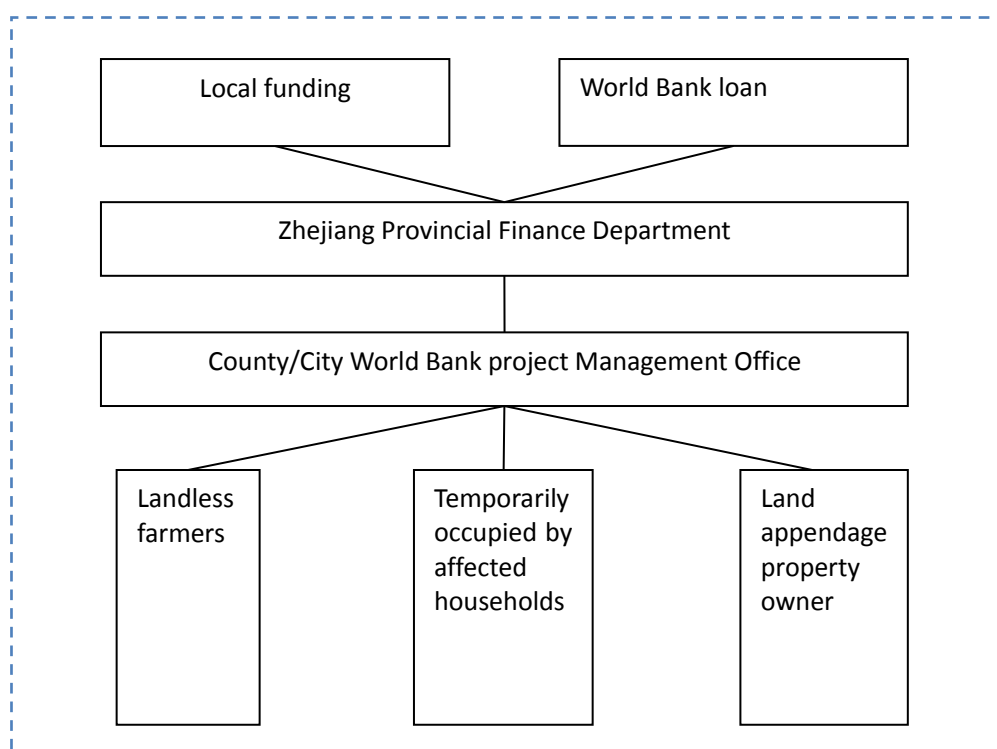 Local funding
World Bank loan
Zhejiang Provincial Finance Department
County/City World Bank project Management Office
Landless
farmers
Temporarily
occupied by
affected
households
Land
appendage
property
owner